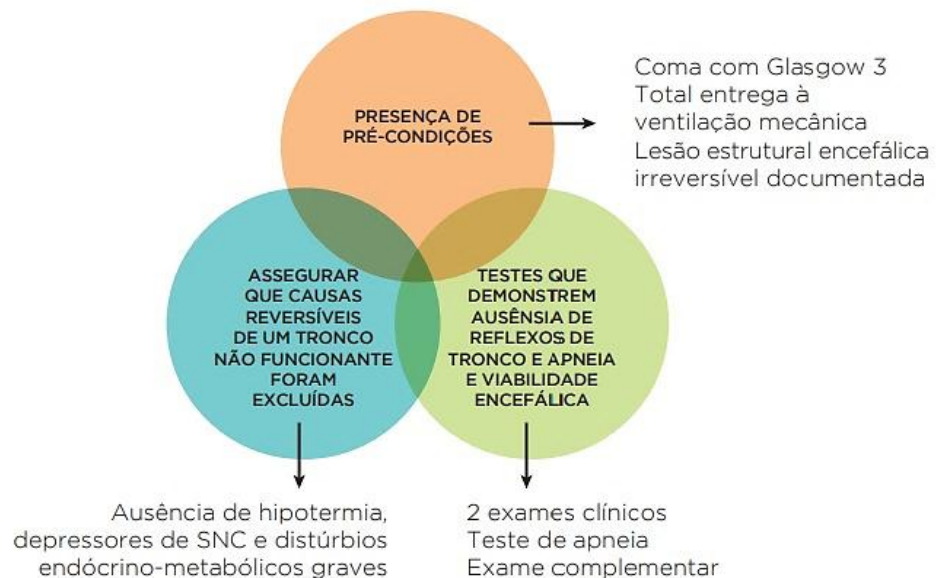 PRESENÇA DE
PRÉ-CONDIÇÕES
Coma com Glasgow 3
Total entrega à
ventilação mecânica
Lesão estrutural encefálica
irreversível documentada
ASSEGURAR
QUE CAUSAS
REVERSÍVEIS
DE UM TRONCO
NÃO FUNCIONANTE
FORAM
EXCLUÍDAS
TESTES QUE
DEMONSTREM
AUSÊNSIA DE
REFLEXOS DE
TRONCO E APNEIA
E VIABILIDADE
ENCEFÁLICA
Ausência de hipotermia,
depressores de SNC e distúrbios
endócrino-metabólicos graves
2 exames clínicos
Teste de apneia
Exame complementar